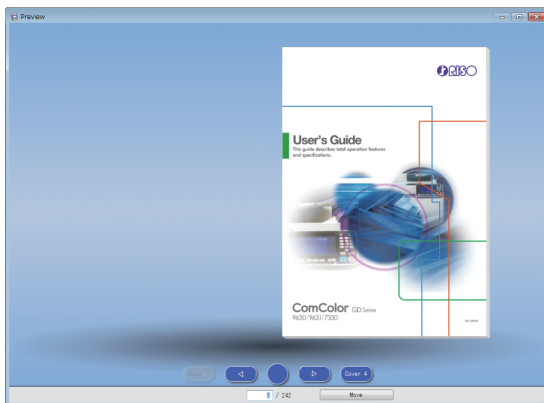 Preview
RISO
User's Guide
This guide describes total operation features
and specifications.
ComColor GD Series
9630/9631/7330
Cover 4
/ 242
Move